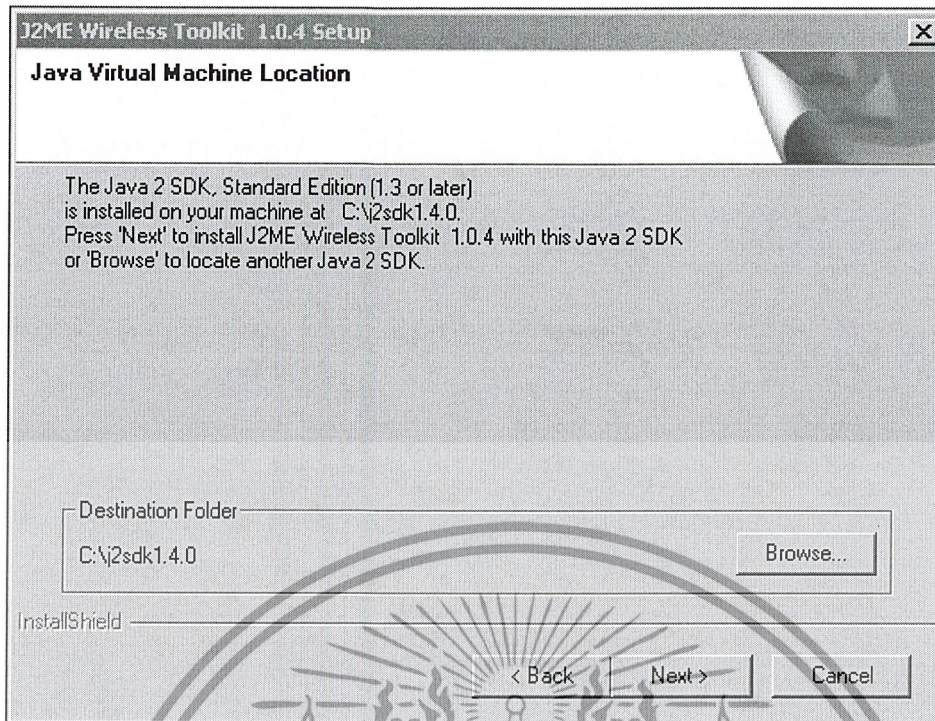 J2ME Wireless Toolkit 1.0.4 Setup
Java Virtual Machine Location
The Java 2 SDK, Standard Edition (1.3 or later)
is installed on your machine at C:\j2sdk1.4.0.
Press 'Next' to install J2ME Wireless Toolkit 1.0.4 with this Java 2 SDK
or 'Browse' to locate another Java 2 SDK.
Destination Folder
C:\j2sdk1.4.0
Browse...
InstallShield
< Back
Next >
Cancel